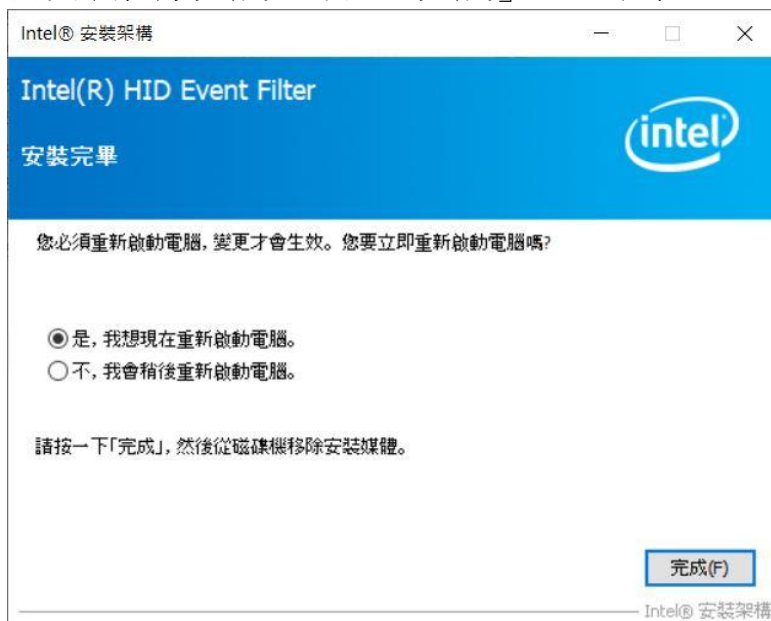 Intel® 安裝架構
Intel(R) HID Event Filter
安裝完畢
intel
您必須重新啟動電腦，變更才會生效。您要立即重新啟動電腦嗎?
是，我想現在重新啟動電腦。
不，我會稍後重新啟動電腦。
請按一下「完成」，然後從磁碟機移除安裝媒體。
完成(F)
Intel® 安裝架構